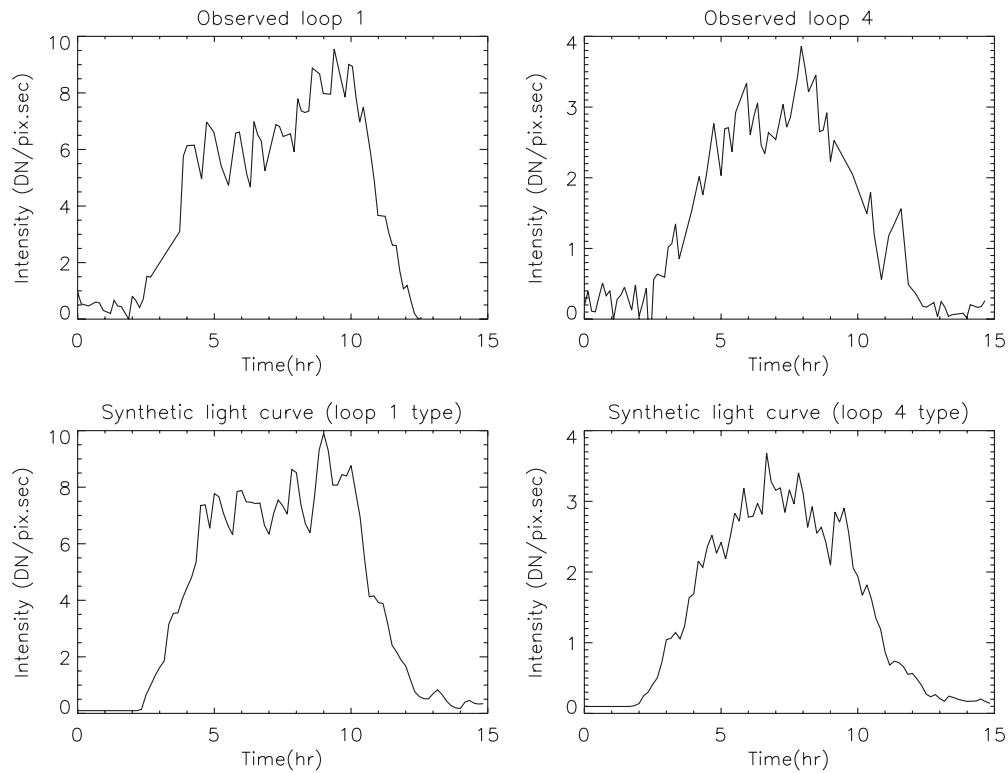 Observed loop 1
Intensity (DN/pix.sec)
10
8
6
4
2
0
0 5 10 15
Time(hr)
Observed loop 4
Intensity (DN/pix.sec)
4
3
2
1
0
0 5 10 15
Time(hr)
Synthetic light curve (loop 1 type)
Intensity (DN/pix.sec)
10
8
6
4
2
0
0 5 10 15
Time(hr)
Synthetic light curve (loop 4 type)
Intensity (DN/pix.sec)
4
3
2
1
0
0 5 10 15
Time(hr)